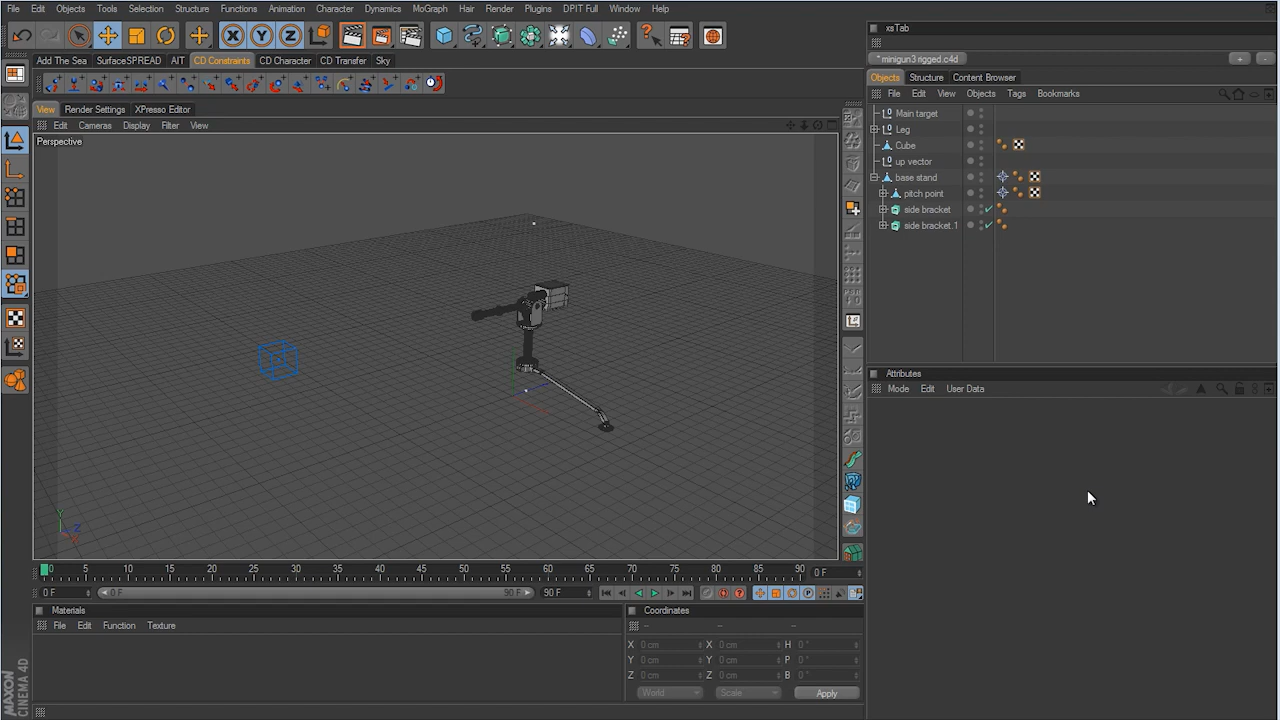 File Edit Objects Tools Selection Structure Functions Animation Character Dynamics MoGraph Hair Render Plugins DPIT Full Window Help
xsTab
Add The Sea SurfaceSPREAD AIT CD Constraints CD Character CD Transfer Sky
* minigun3 rigged.c4d + -
Objects Structure Content Browser
File Edit View Objects Tags Bookmarks
View Render Settings XPresso Editor
Edit Cameras Display Filter View
Perspective
Main target
Leg
Cube
up vector
base stand
pitch point
side bracket
side bracket.1
Attributes
Mode Edit User Data
Y Z X
0 5 10 15 20 25 30 35 40 45 50 55 60 65 70 75 80 85 90 0 F
0 F 0 F 90 F 90 F
Materials
File Edit Function Texture
Coordinates
-- -- --
X 0 cm X 0 cm H 0 °
Y 0 cm Y 0 cm P 0 °
Z 0 cm Z 0 cm B 0 °
World Scale Apply
MAXON
CINEMA 4D